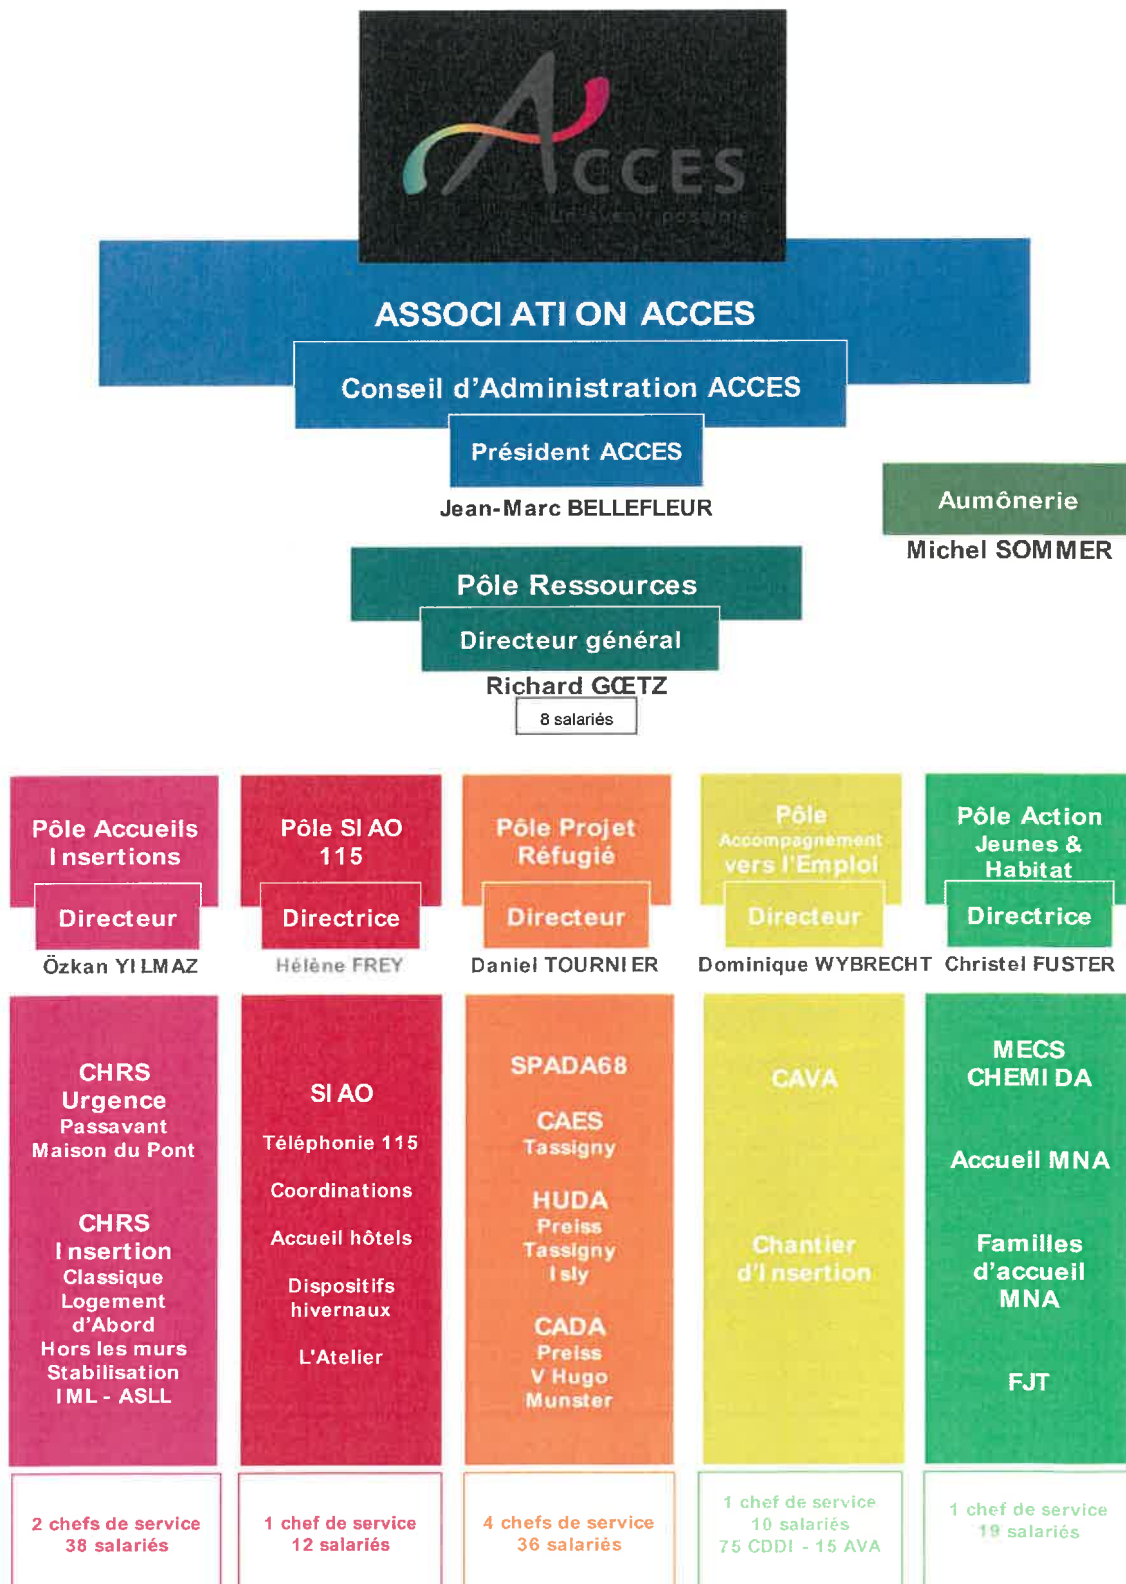 ACCES
Un avenir possible
ASSOCIATION ACCES
Conseil d'Administration ACCES
Président ACCES
Jean-Marc BELLEFLEUR
Aumônerie
Michel SOMMER
Pôle Ressources
Directeur général
Richard GŒTZ
8 salariés
Pôle Accueils
Insertions
Directeur
Özkan YILMAZ
CHRS
Urgence
Passavant
Maison du Pont
CHRS
Insertion
Classique
Logement
d'Abord
Hors les murs
Stabilisation
IML - ASLL
2 chefs de service
38 salariés
Pôle SIAO
115
Directrice
Hélène FREY
SIAO
Téléphonie 115
Coordinations
Accueil hôtels
Dispositifs
hivernaux
L'Atelier
1 chef de service
12 salariés
Pôle Projet
Réfugié
Directeur
Daniel TOURNIER
SPADA68
CAES
Tassigny
HUDA
Preiss
Tassigny
Isly
CADA
Preiss
V Hugo
Munster
4 chefs de service
36 salariés
Pôle
Accompagnement
vers l'Emploi
Directeur
Dominique WYBRECHT
CAVA
Chantier
d'Insertion
1 chef de service
10 salariés
75 CDDI - 15 AVA
Pôle Action
Jeunes &
Habitat
Directrice
Christel FUSTER
MECS
CHEMIDA
Accueil MNA
Familles
d'accueil
MNA
FJT
1 chef de service
19 salariés